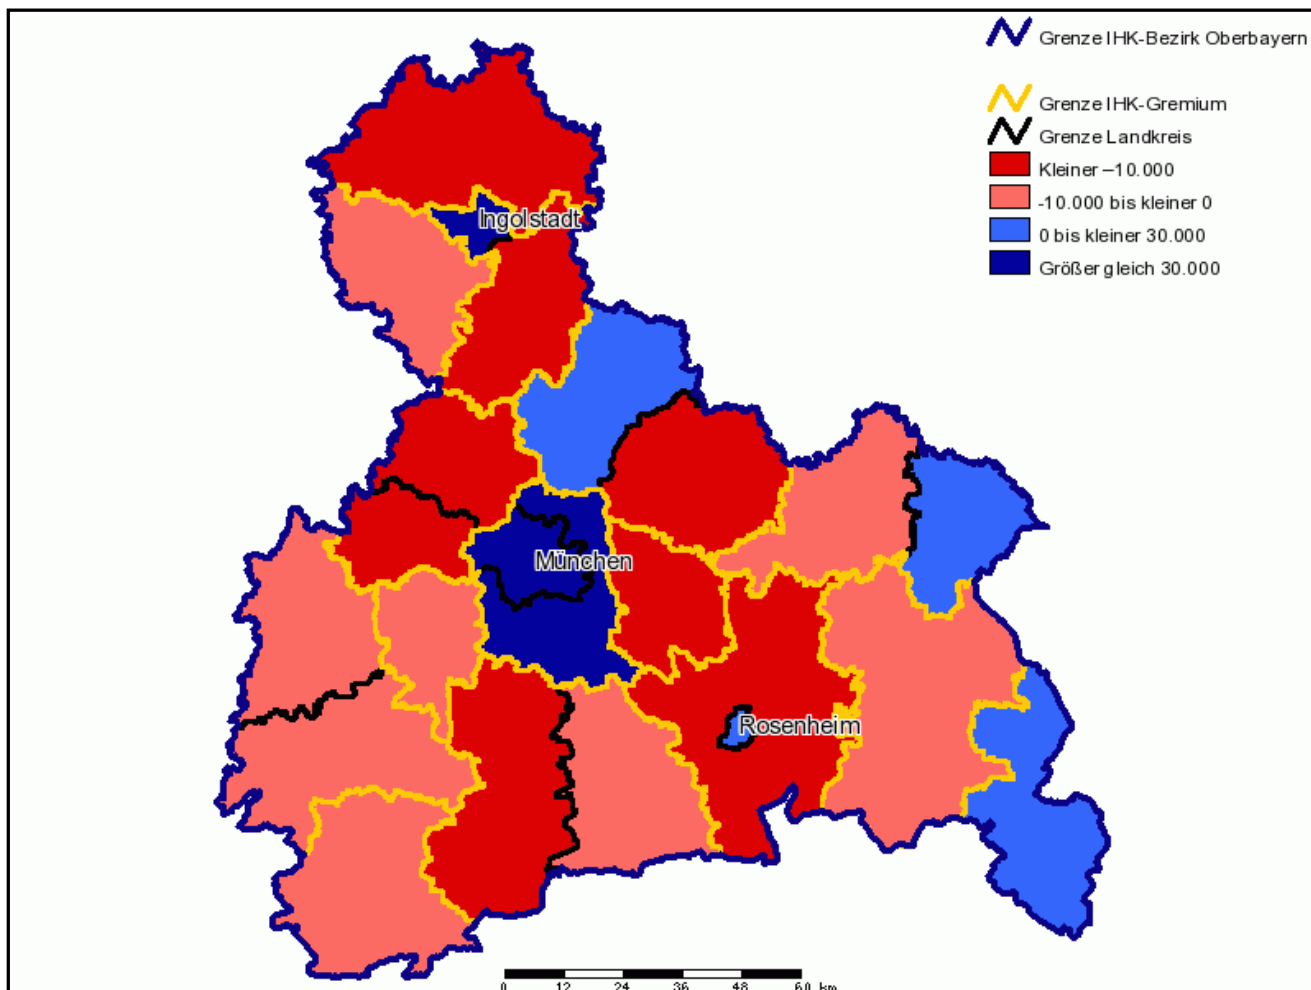 Grenze IHK-Bezirk Oberbayern
Grenze IHK-Gremium
Grenze Landkreis
Kleiner –10.000
-10.000 bis kleiner 0
0 bis kleiner 30.000
Größer gleich 30.000
Ingolstadt
München
Rosenheim
0 12 24 36 48 60 km